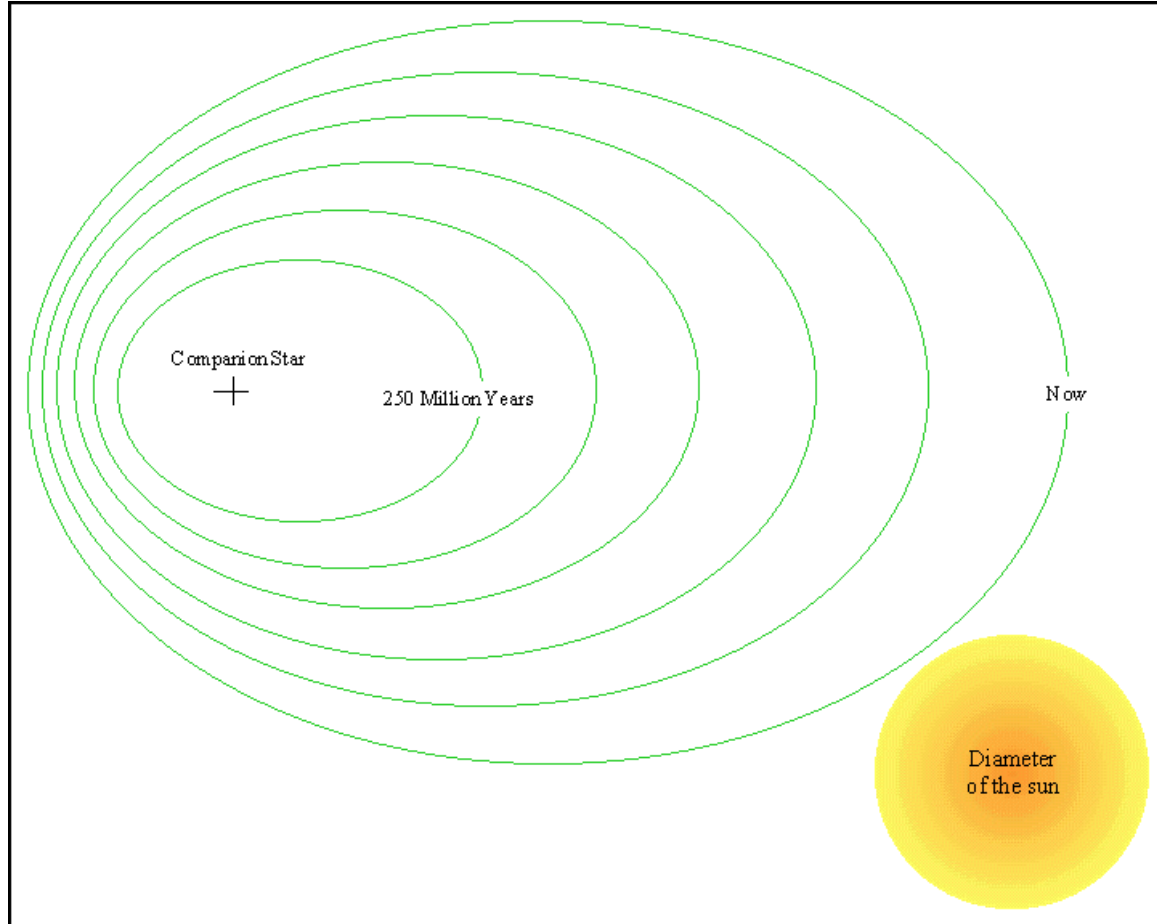 Companion Star
250 Million Years
Now
Diameter
of the sun